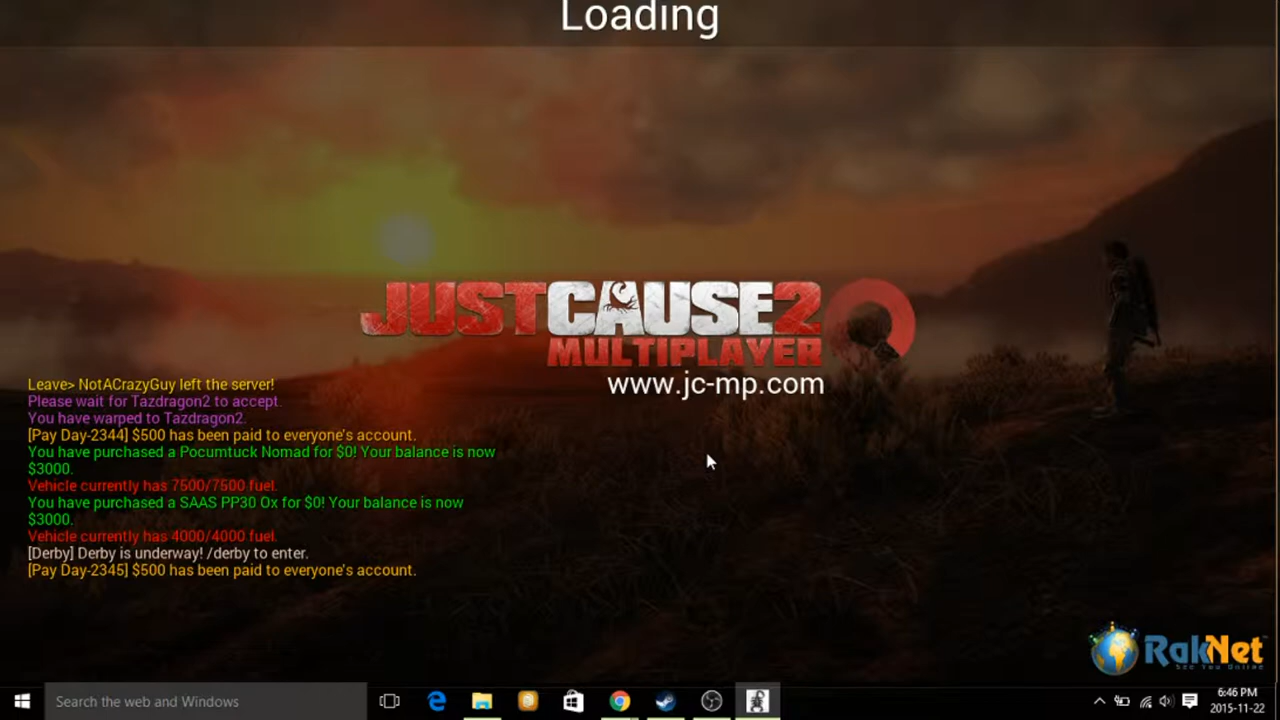 Loading
JUST CAUSE 2
MULTIPLAYER
www.jc-mp.com
Leave> NotACrazyGuy left the server!
Please wait for Tazdragon2 to accept.
You have warped to Tazdragon2.
[Pay Day-2344] $500 has been paid to everyone's account.
You have purchased a Pocumtuck Nomad for $0! Your balance is now
$3000.
Vehicle currently has 7500/7500 fuel.
You have purchased a SAAS PP30 Ox for $0! Your balance is now
$3000.
Vehicle currently has 4000/4000 fuel.
[Derby] Derby is underway! /derby to enter.
[Pay Day-2345] $500 has been paid to everyone's account.
RakNet
See You Online
Search the web and Windows
6:46 PM
2015-11-22